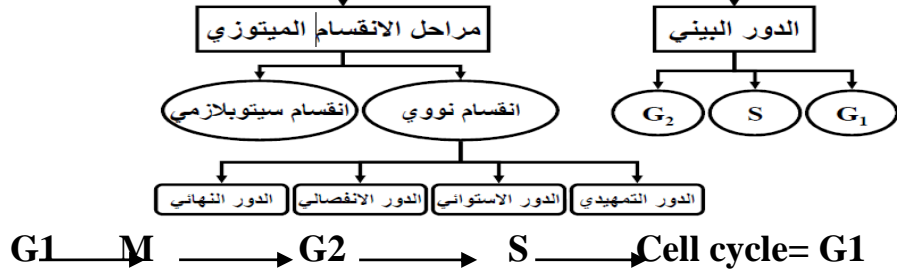 الدور البيني
مراحل الانقسام الميتوزي
G₁
S
G₂
انقسام نووي
انقسام سيتوبلازمي
الدور التمهيدي
الدور الاستوائي
الدور الانفصالي
الدور النهائي
G1 M G2 S Cell cycle= G1